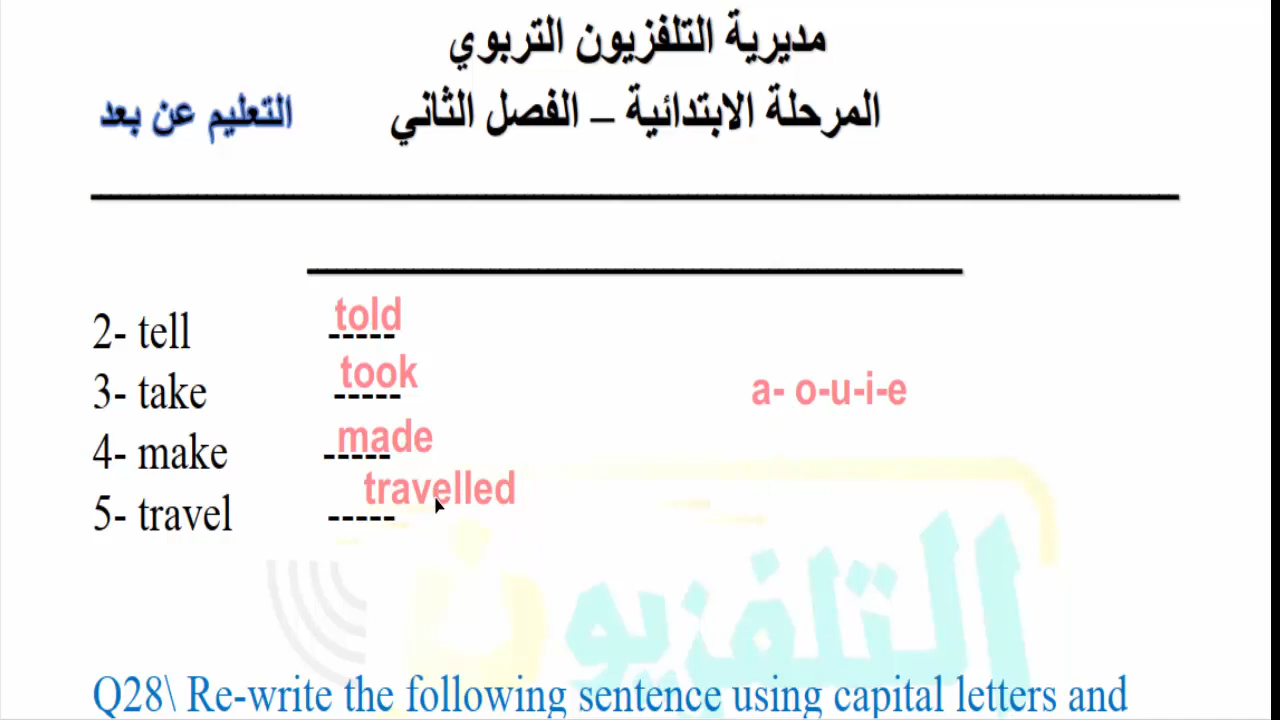 مديرية التلفزيون التربوي
المرحلة الابتدائية – الفصل الثاني
التعليم عن بعد
2- tell ----- told
3- take ----- took
a- o-u-i-e
4- make ----- made
5- travel ----- travelled
التلفزيون
Q28\ Re-write the following sentence using capital letters and